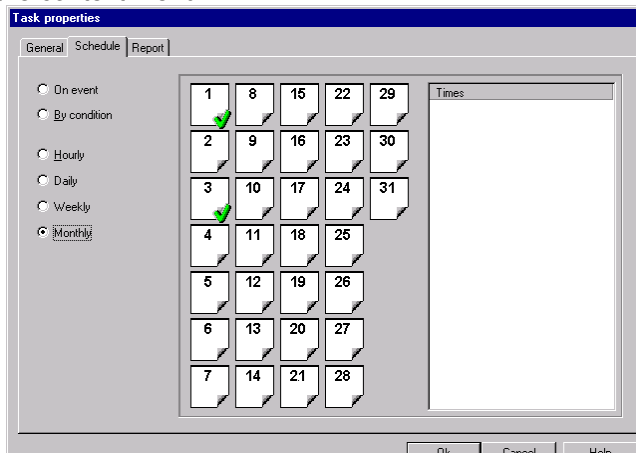 Task properties
General Schedule Report
On event
By condition
Hourly
Daily
Weekly
Monthly
1 8 15 22 29
2 9 16 23 30
3 10 17 24 31
4 11 18 25
5 12 19 26
6 13 20 27
7 14 21 28
Times
Ok Cancel Help